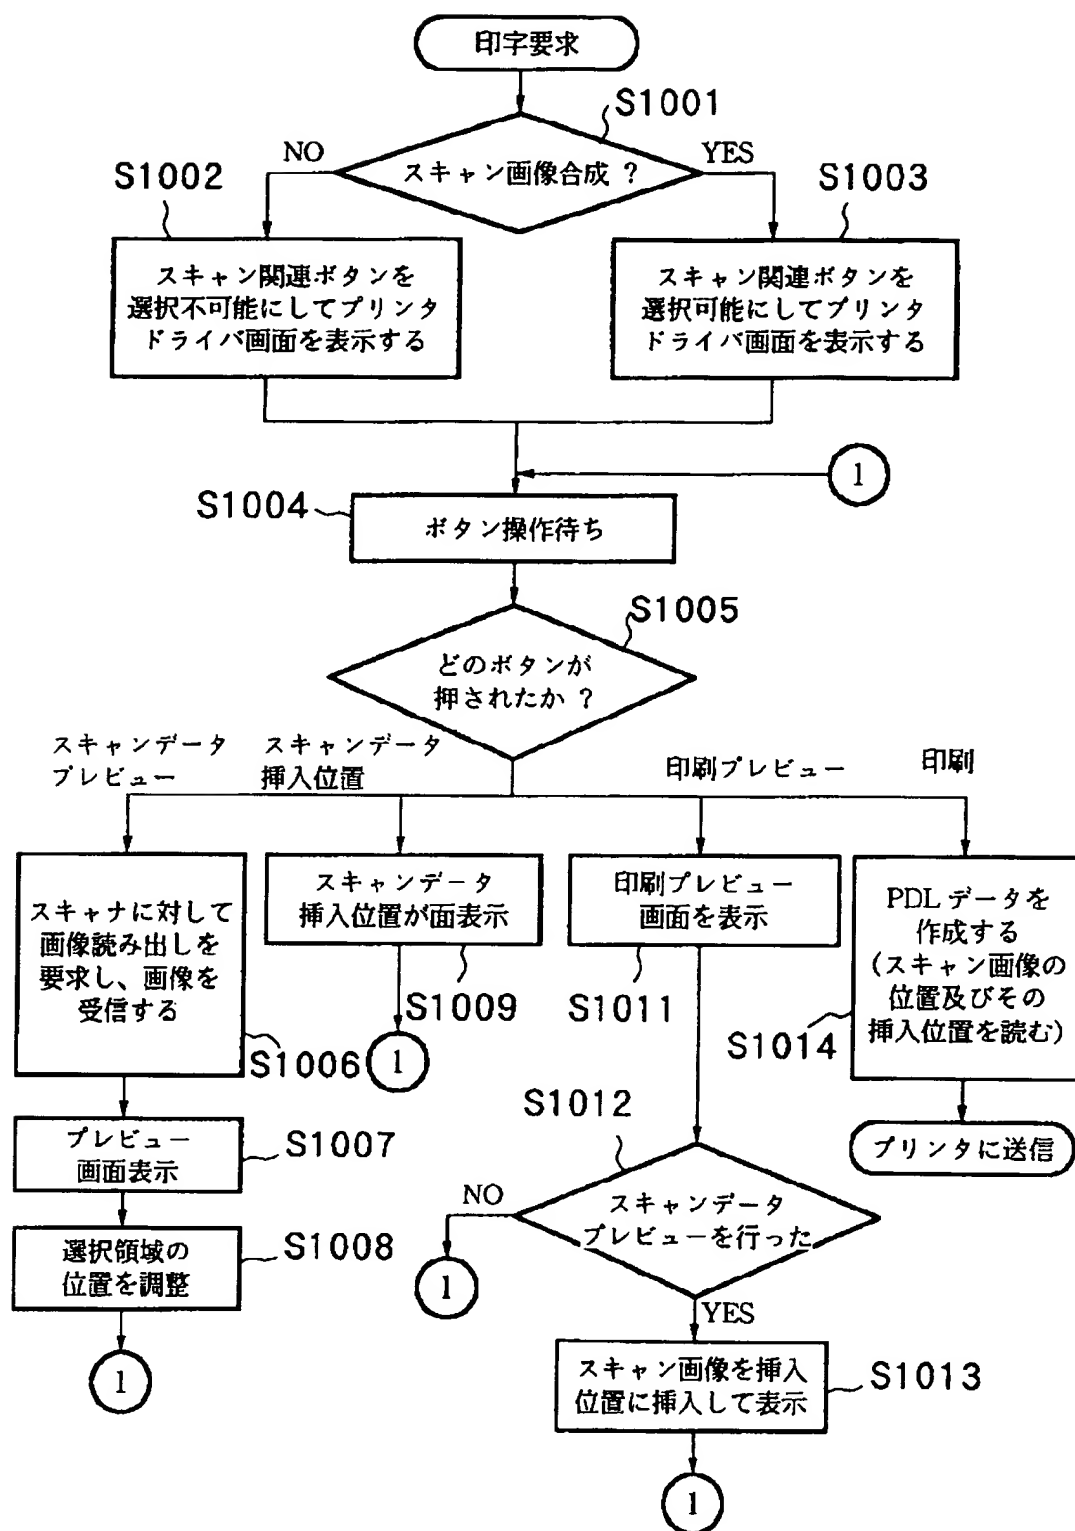 印字要求
S1001
スキャン画像合成 ?
NO
YES
S1002
S1003
スキャン関連ボタンを
選択不可能にしてプリンタ
ドライバ画面を表示する
スキャン関連ボタンを
選択可能にしてプリンタ
ドライバ画面を表示する
1
S1004
ボタン操作待ち
S1005
どのボタンが
押されたか ?
スキャンデータ
プレビュー
スキャンデータ
挿入位置
印刷プレビュー
印刷
スキャナに対して
画像読み出しを
要求し、画像を
受信する
S1006
スキャンデータ
挿入位置が面表示
S1009
1
印刷プレビュー
画面を表示
S1011
PDLデータを
作成する
(スキャン画像の
位置及びその
挿入位置を読む)
S1014
プリンタに送信
プレビュー
画面表示
S1007
選択領域の
位置を調整
S1008
1
S1012
スキャンデータ
プレビューを行った
NO
1
YES
スキャン画像を挿入
位置に挿入して表示
S1013
1